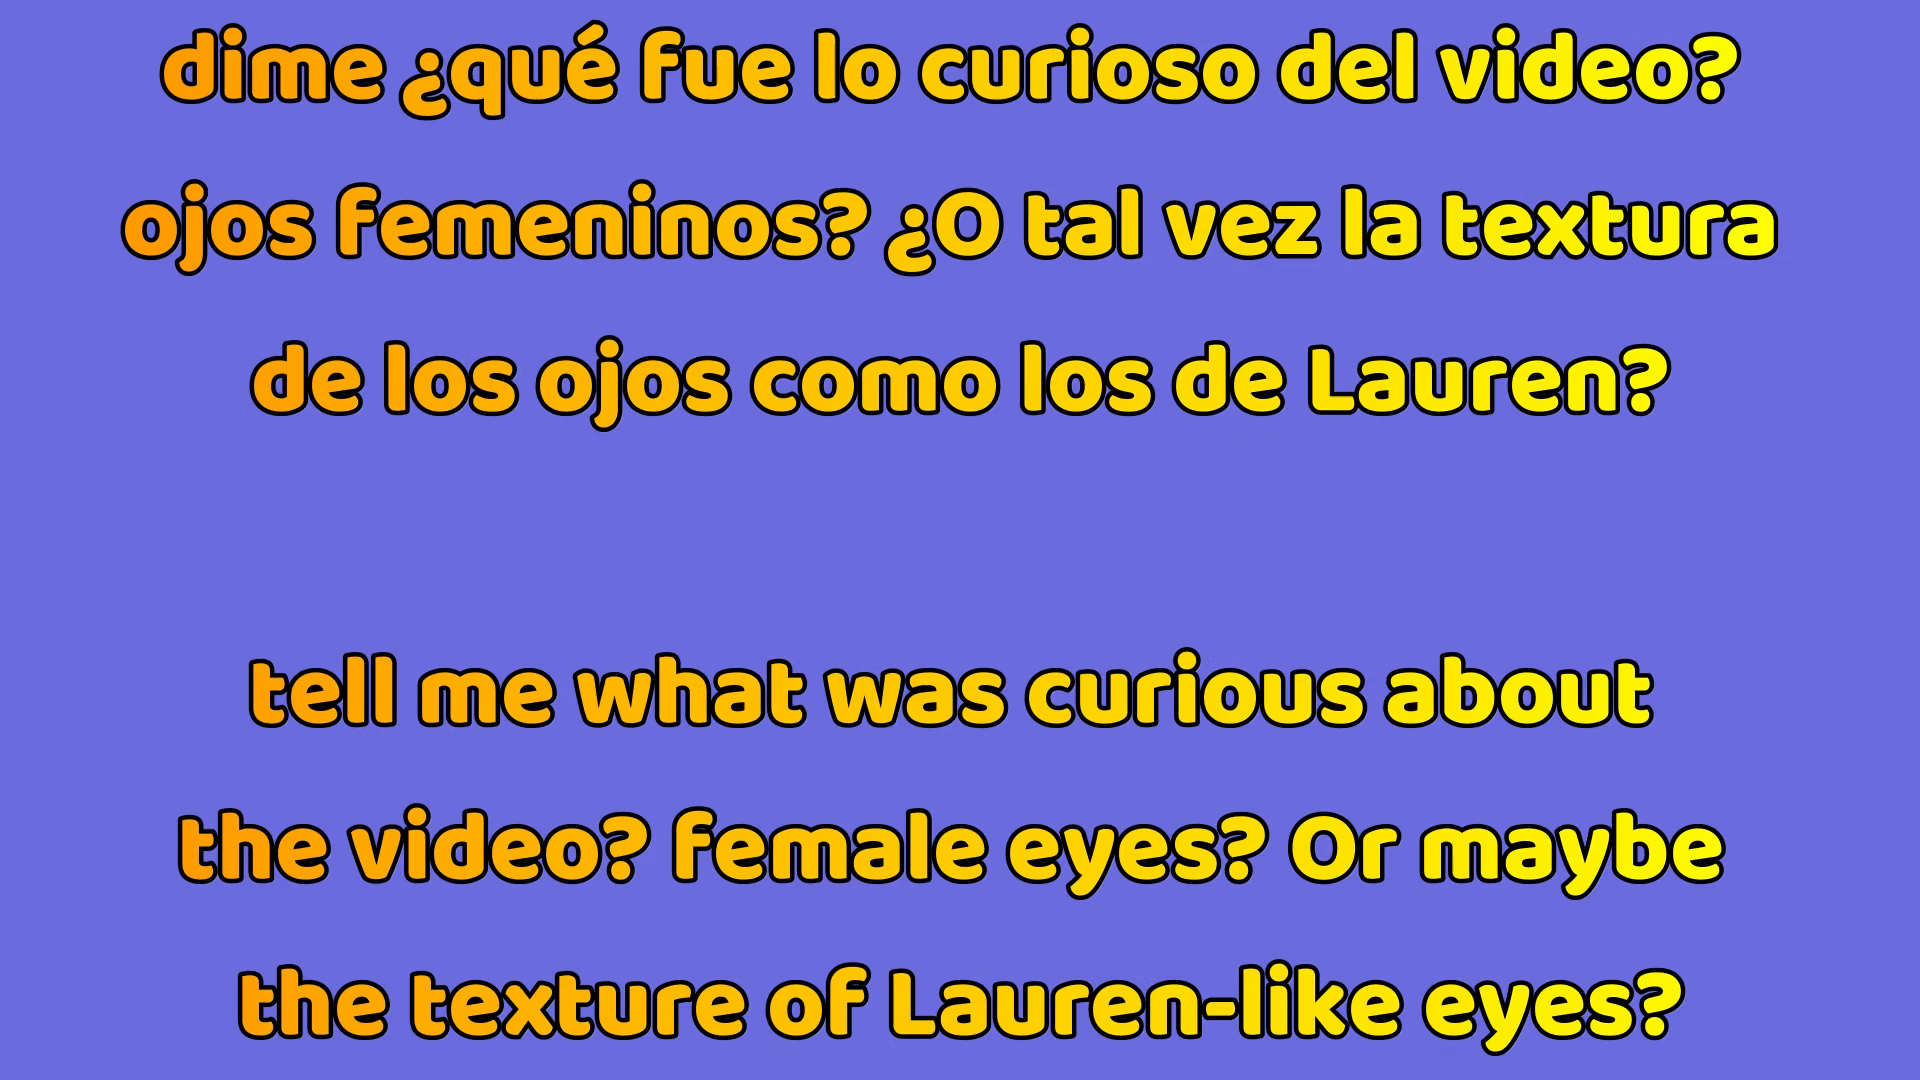 dime ¿qué fue lo curioso del video?
ojos femeninos? ¿O tal vez la textura
de los ojos como los de Lauren?
tell me what was curious about
the video? female eyes? Or maybe
the texture of Lauren-like eyes?